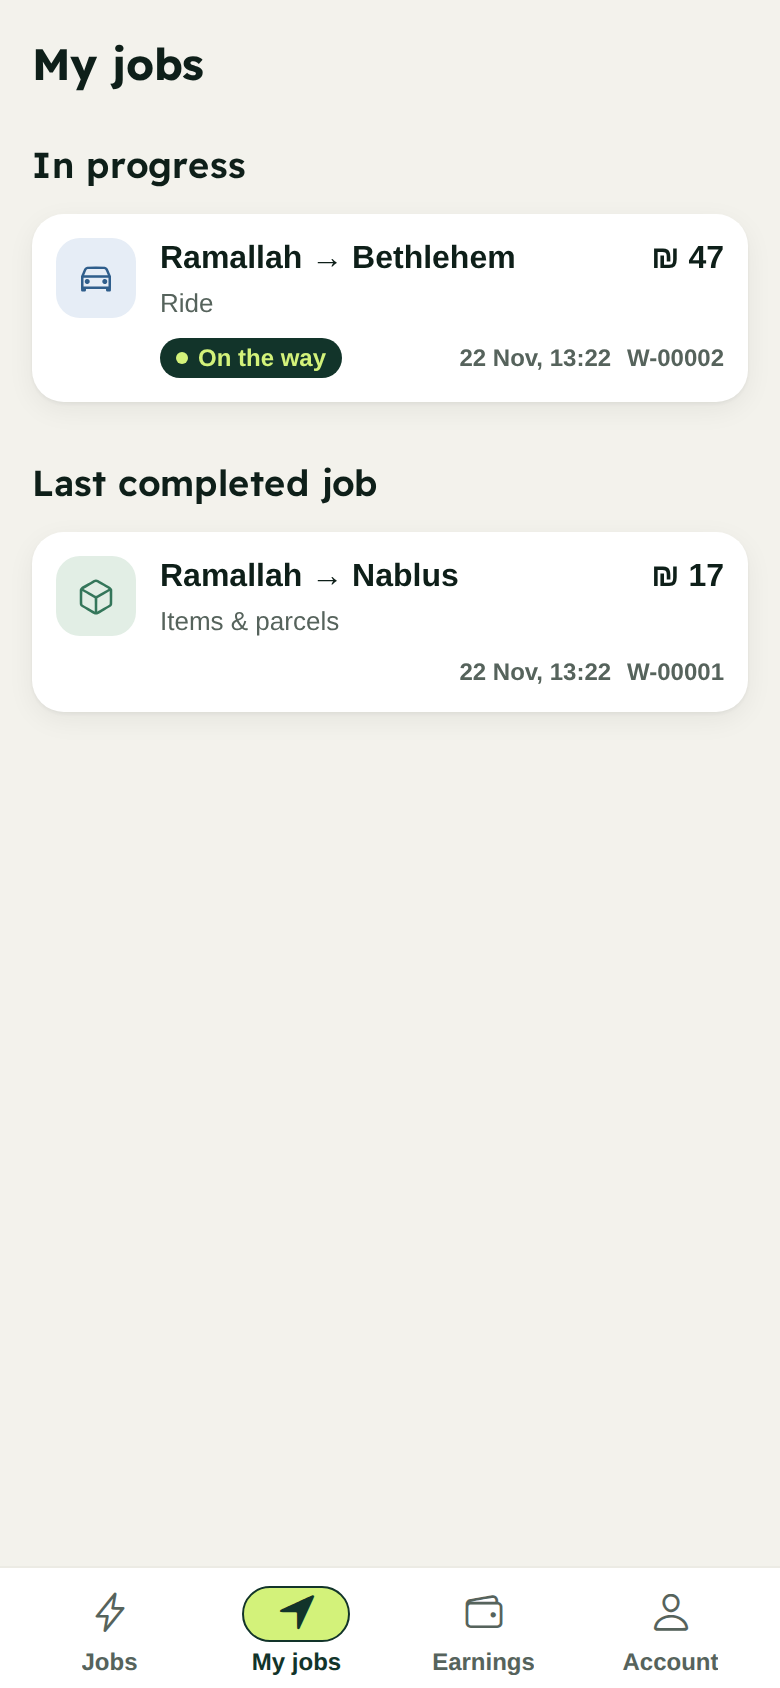 My jobs
In progress
Ramallah → Bethlehem ₪ 47
Ride
On the way 22 Nov, 13:22 W-00002
Last completed job
Ramallah → Nablus ₪ 17
Items & parcels
22 Nov, 13:22 W-00001
Jobs My jobs Earnings Account